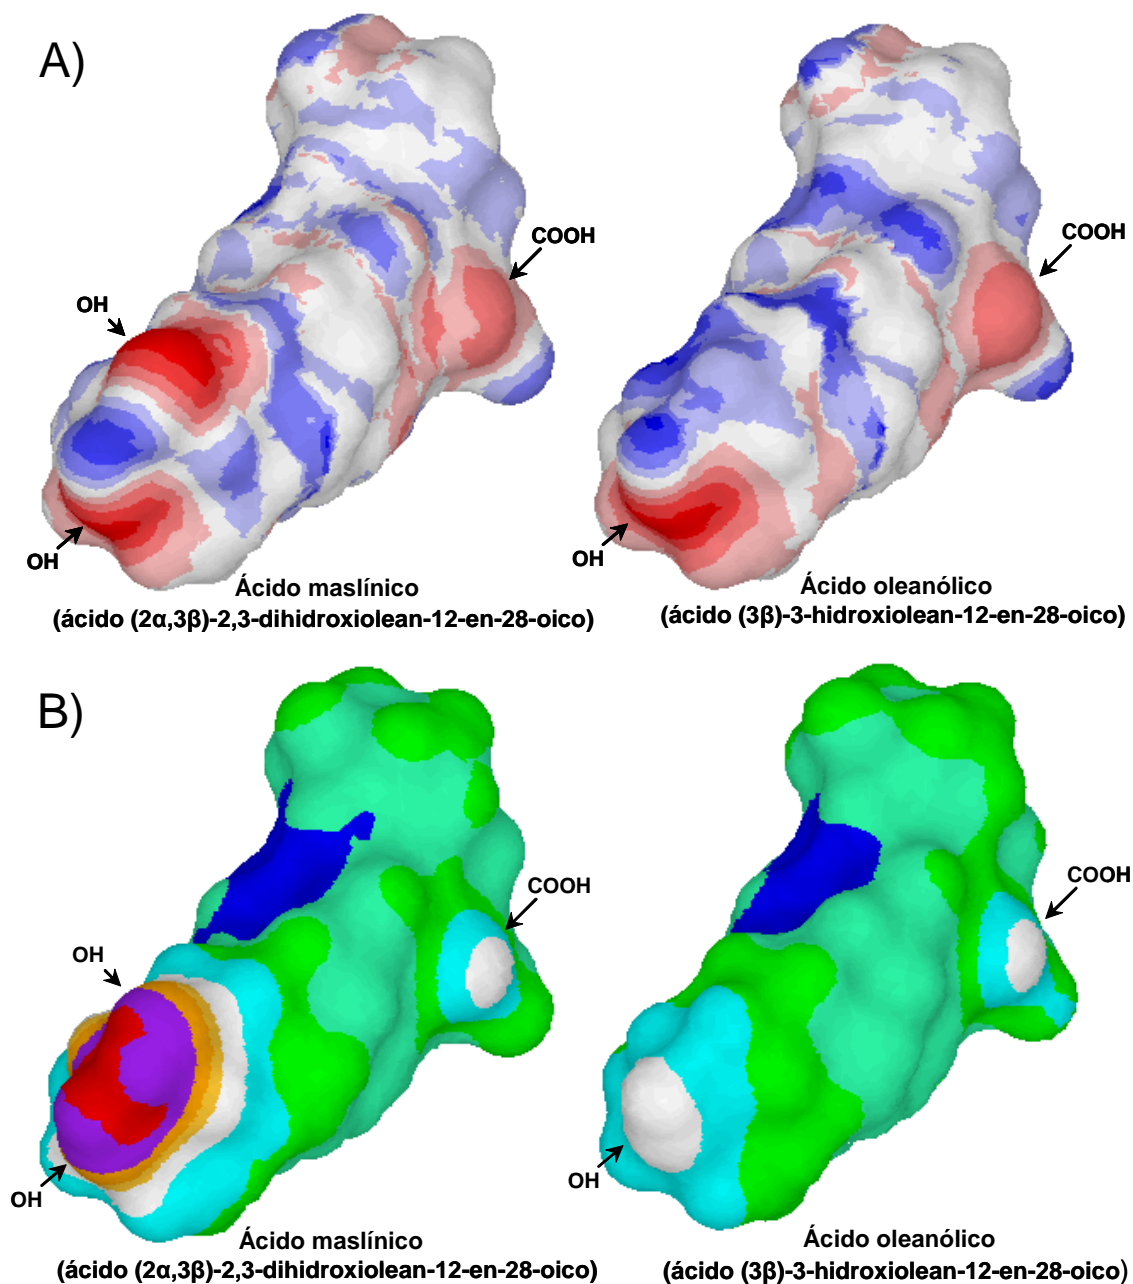 A)
COOH
COOH
OH
OH
OH
Ácido maslínico
(ácido (2α,3β)-2,3-dihidroxiolean-12-en-28-oico)
Ácido oleanólico
(ácido (3β)-3-hidroxiolean-12-en-28-oico)
B)
COOH
COOH
OH
OH
OH
Ácido maslínico
(ácido (2α,3β)-2,3-dihidroxiolean-12-en-28-oico)
Ácido oleanólico
(ácido (3β)-3-hidroxiolean-12-en-28-oico)